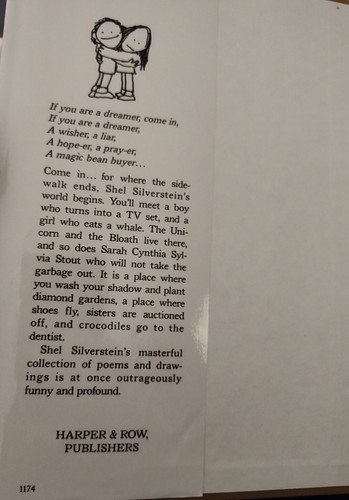 If you are a dreamer, come in,
If you are a dreamer,
A wisher, a liar,
A hope-er, a pray-er,
A magic bean buyer...
Come in... for where the side-
walk ends, Shel Silverstein's
world begins. You'll meet a boy
who turns into a TV set, and a
girl who eats a whale. The Uni-
corn and the Bloath live there,
and so does Sarah Cynthia Syl-
via Stout who will not take the
garbage out. It is a place where
you wash your shadow and plant
diamond gardens, a place where
shoes fly, sisters are auctioned
off, and crocodiles go to the
dentist.
Shel Silverstein's masterful
collection of poems and draw-
ings is at once outrageously
funny and profound.
HARPER & ROW,
PUBLISHERS
1174